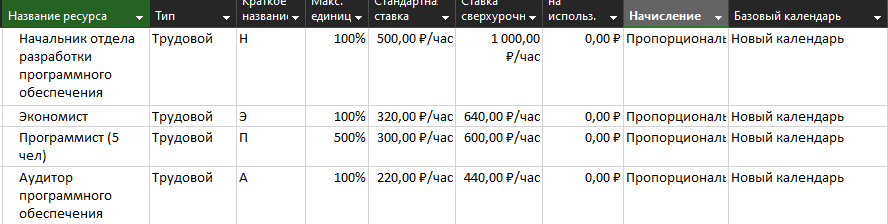 Название ресурса Тип Краткое названи Макс. единиц Стандартна ставка Ставка сверхурочн на использ. Начисление Базовый календарь
Начальник отдела разработки программного обеспечения Трудовой Н 100% 500,00 ₽/час 1 000,00 ₽/час 0,00 ₽ Пропорциональ Новый календарь
Экономист Трудовой Э 100% 320,00 ₽/час 640,00 ₽/час 0,00 ₽ Пропорциональ Новый календарь
Программист (5 чел) Трудовой П 500% 300,00 ₽/час 600,00 ₽/час 0,00 ₽ Пропорциональ Новый календарь
Аудитор программного обеспечения Трудовой А 100% 220,00 ₽/час 440,00 ₽/час 0,00 ₽ Пропорциональ Новый календарь